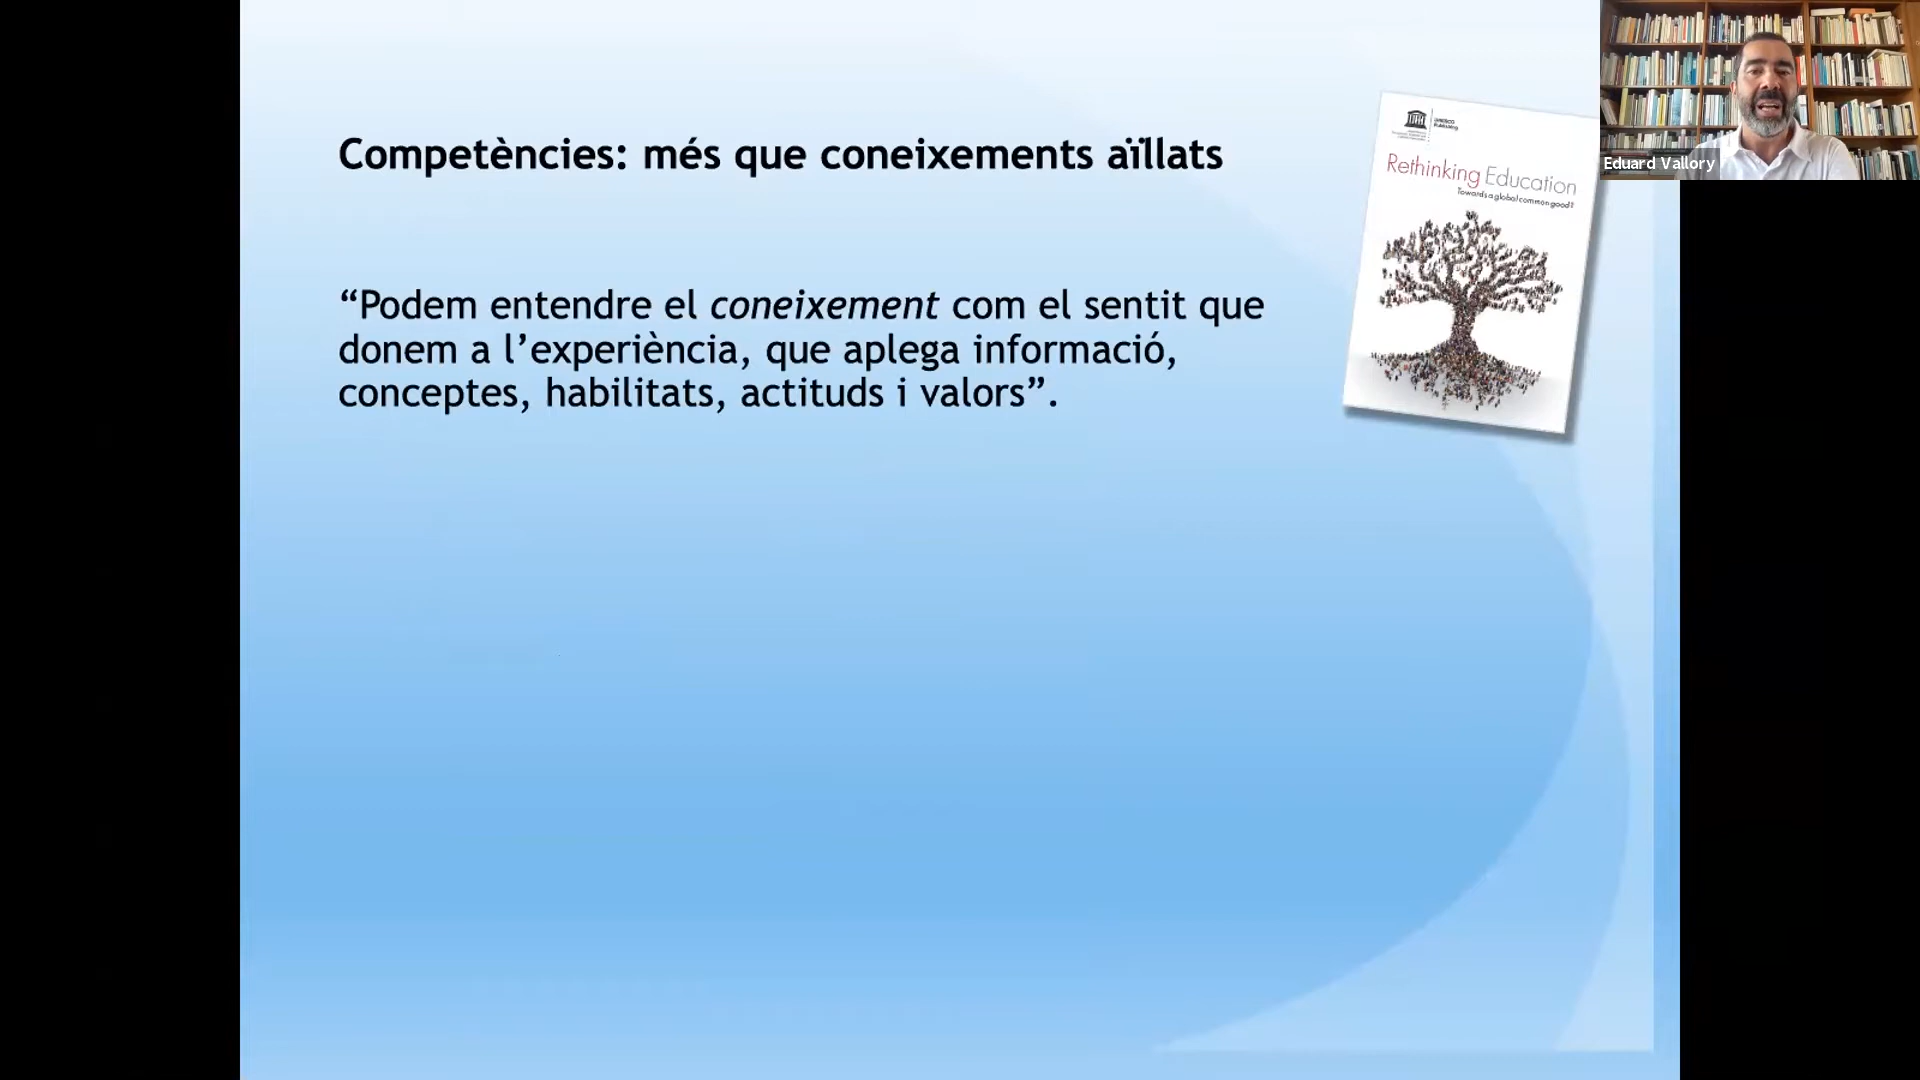 Competències: més que coneixements aïllats
“Podem entendre el coneixement com el sentit que
donem a l’experiència, que aplega informació,
conceptes, habilitats, actituds i valors”.
UNESCO
Publishing
Rethinking Education
Towards a global common good?
Eduard Vallory